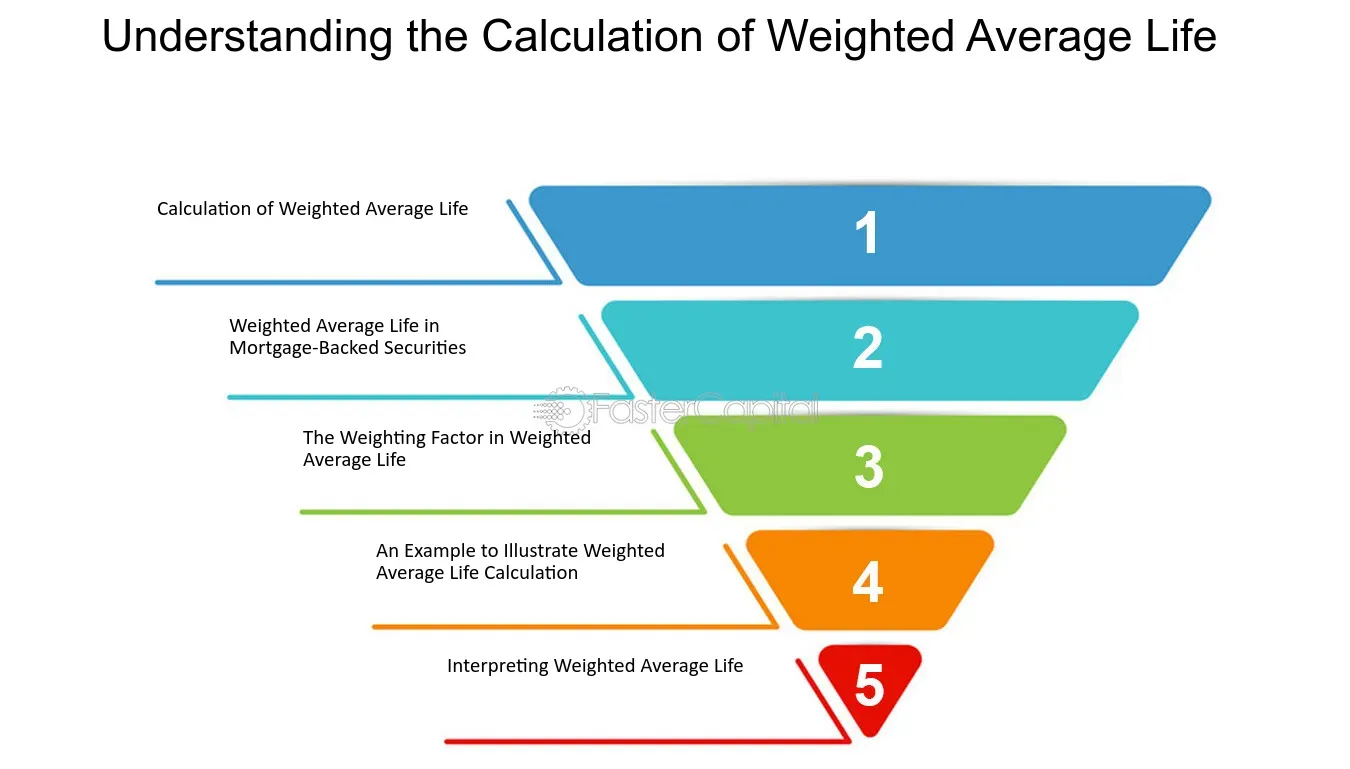 Understanding the Calculation of Weighted Average Life
Calculation of Weighted Average Life
1
Weighted Average Life in
Mortgage-Backed Securities
2
FasterCapital
The Weighting Factor in Weighted
Average Life
3
An Example to Illustrate Weighted
Average Life Calculation
4
Interpreting Weighted Average Life
5